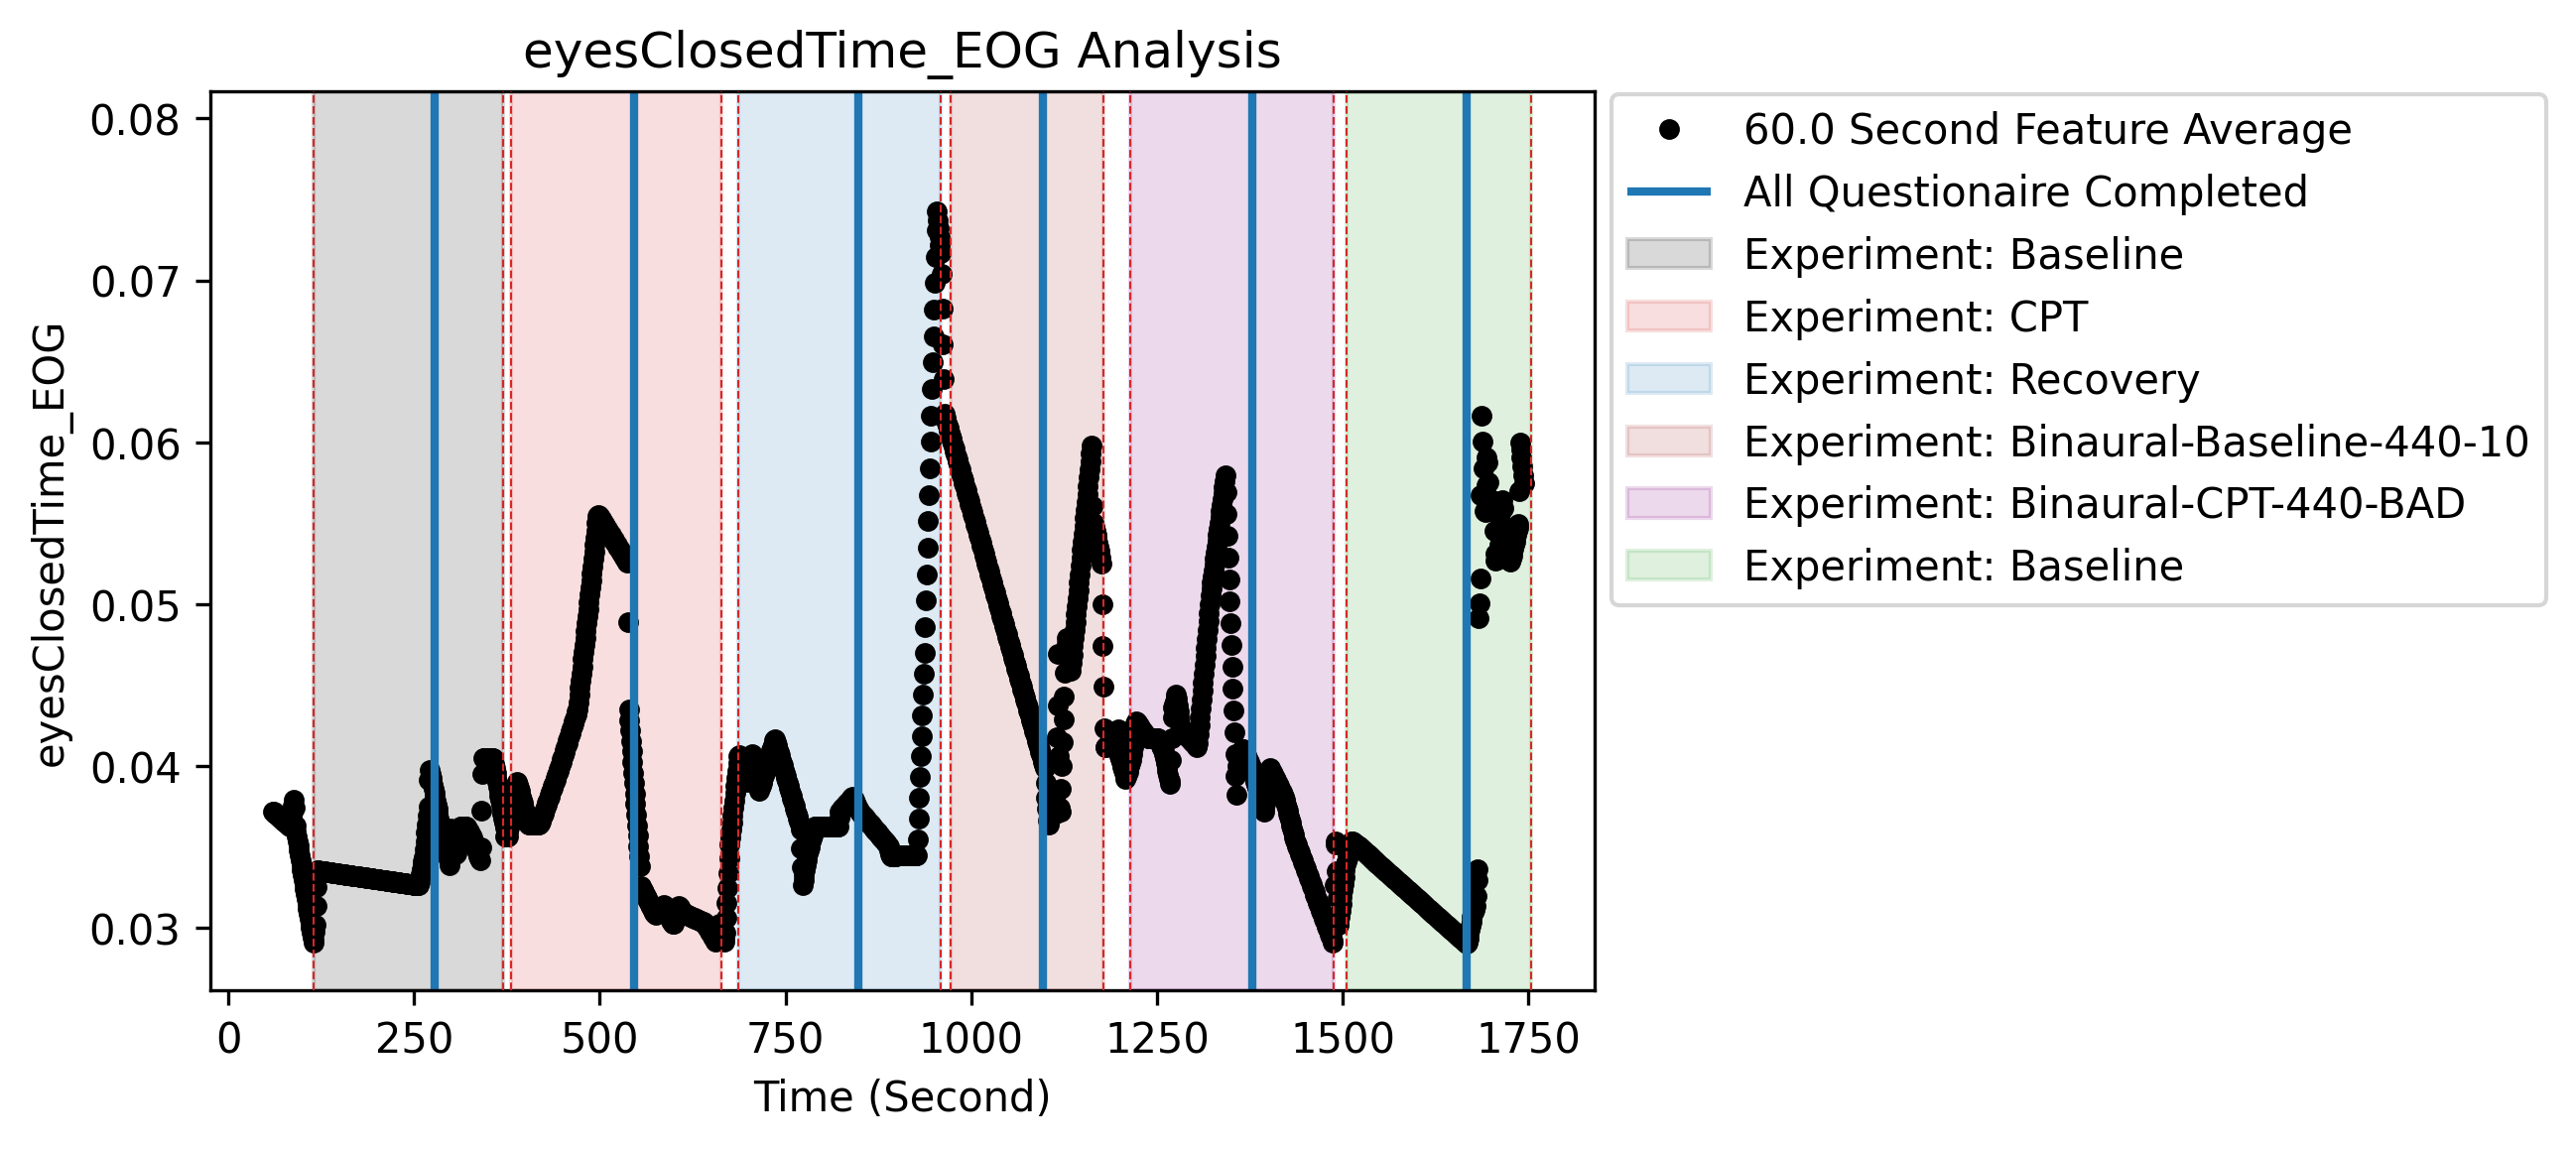 eyesClosedTime_EOG Analysis
eyesClosedTime_EOG
0.08
0.07
0.06
0.05
0.04
0.03
0 250 500 750 1000 1250 1500 1750
Time (Second)
60.0 Second Feature Average
All Questionaire Completed
Experiment: Baseline
Experiment: CPT
Experiment: Recovery
Experiment: Binaural-Baseline-440-10
Experiment: Binaural-CPT-440-BAD
Experiment: Baseline